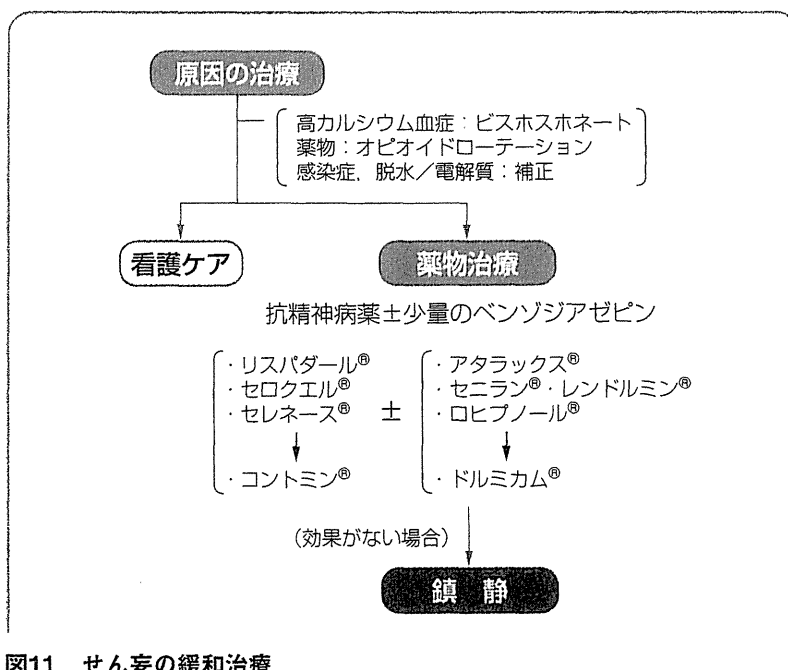 原因の治療
高カルシウム血症：ビスホスホネート
薬物：オピオイドローテーション
感染症，脱水／電解質：補正
看護ケア
薬物治療
抗精神病薬±少量のベンゾジアゼピン
・リスパダール®
・セロクエル®
・セレネース®
・コントミン®
±
・アタラックス®
・セニラン®・レンドルミン®
・ロヒプノール®
・ドルミカム®
（効果がない場合）
鎮 静
図11 せん妄の緩和治療